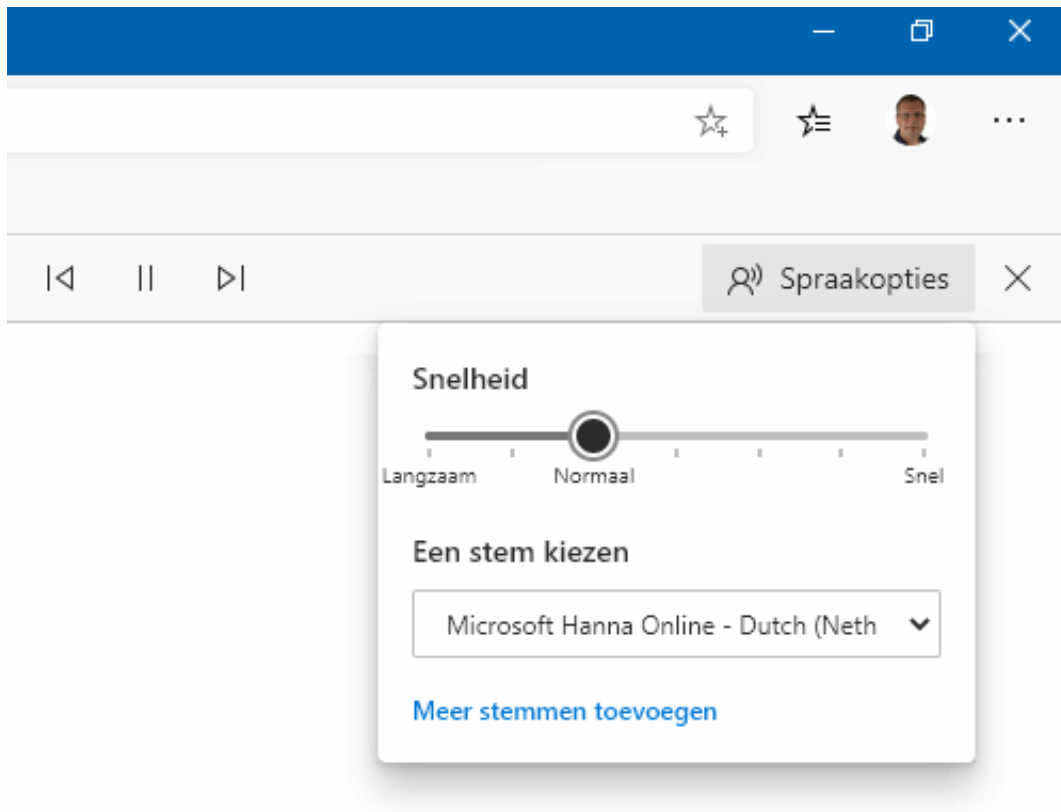 Spraakopties
Snelheid
Langzaam Normaal Snel
Een stem kiezen
Microsoft Hanna Online - Dutch (Neth
Meer stemmen toevoegen